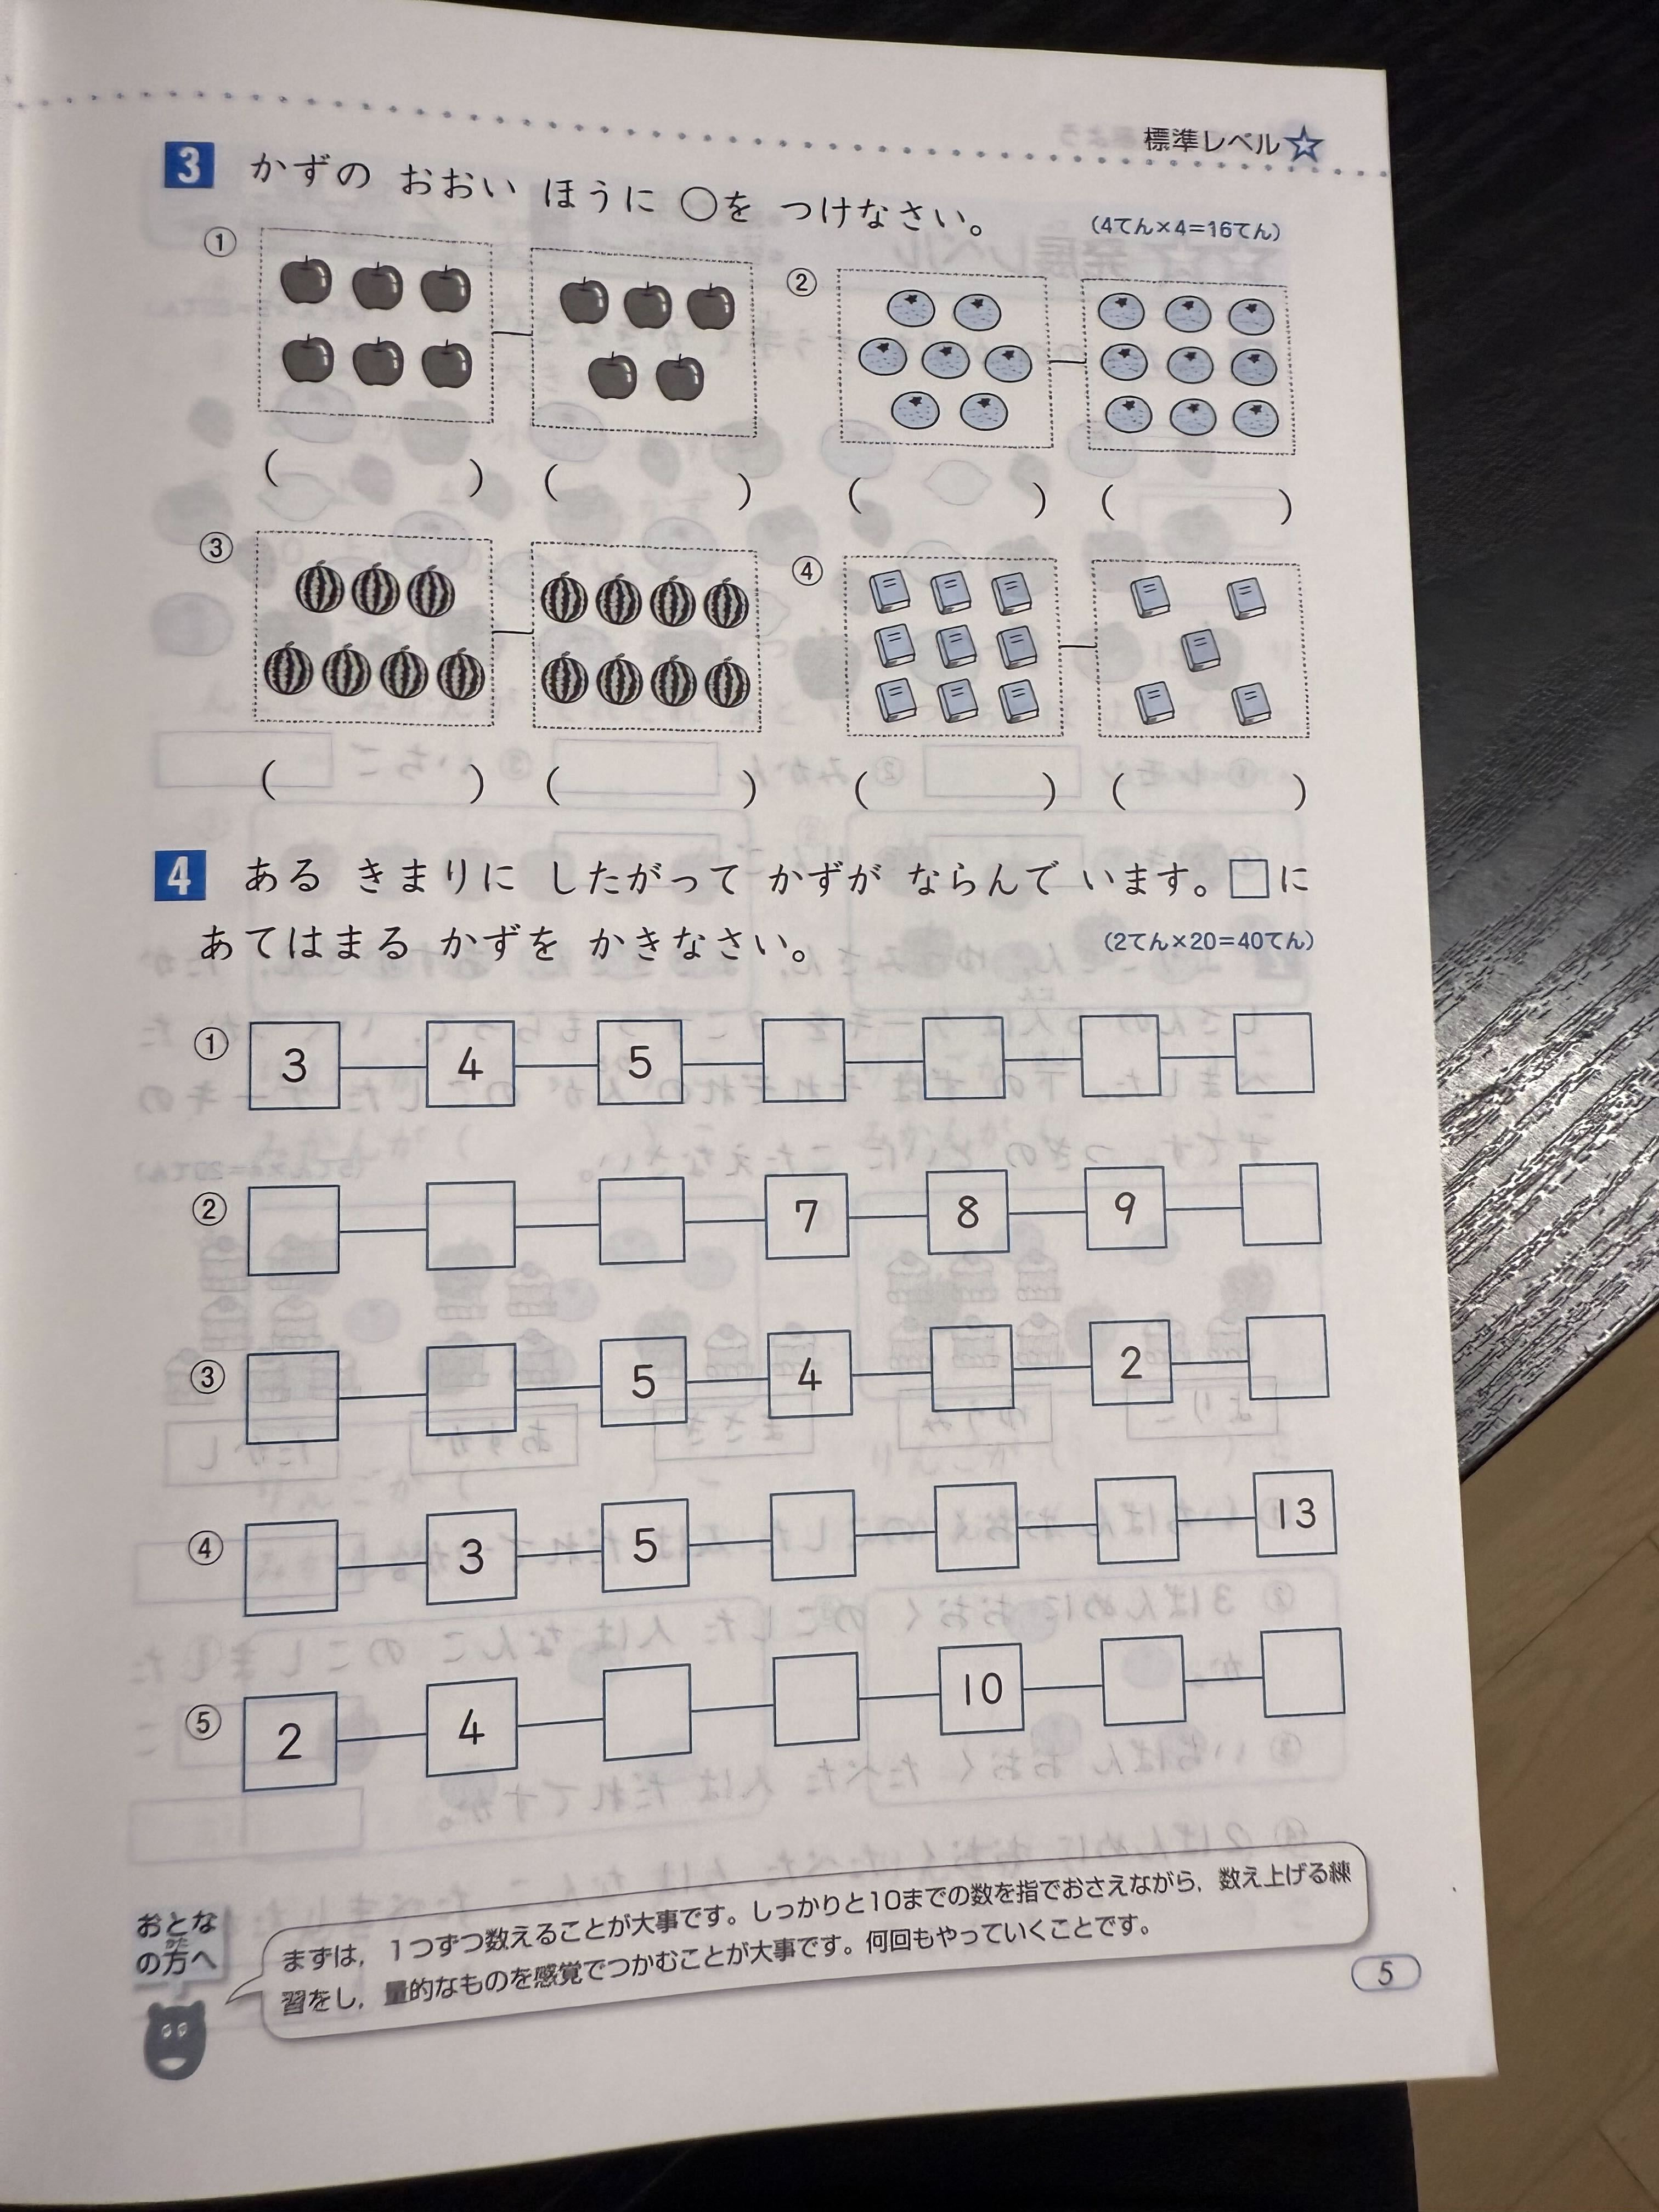 標準レベル☆
3 かずの おおい ほうに ○を つけなさい。 (4てん×4=16てん)
①
②
( ) ( ) ( ) ( )
③
④
( ) ( ) ( ) ( )
4 ある きまりに したがって かずが ならんで います。□に
あてはまる かずを かきなさい。 (2てん×20=40てん)
① 3 4 5
② 7 8 9
③ 5 4 2
④ 3 5 13
⑤ 2 4 10
おとな
の方へ
まずは，1つずつ数えることが大事です。しっかりと10までの数を指でおさえながら，数え上げる練
習をし，量的なものを感覚でつかむことが大事です。何回もやっていくことです。
5